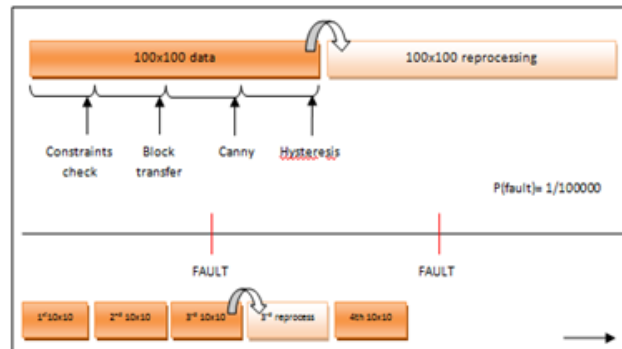 100x100 data
100x100 reprocessing
Constraints check
Block transfer
Canny
Hysteresis
P(fault)= 1/100000
FAULT
FAULT
1st 10x10
2nd 10x10
3rd 10x10
3rd reprocess
4th 10x10